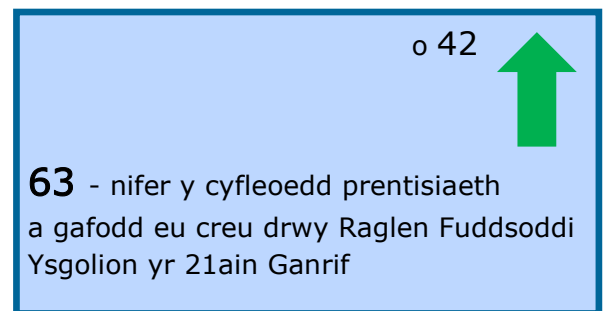 o 42
63 - nifer y cyfleoedd prentisiaeth
a gafodd eu creu drwy Raglen Fuddsoddi
Ysgolion yr 21ain Ganrif